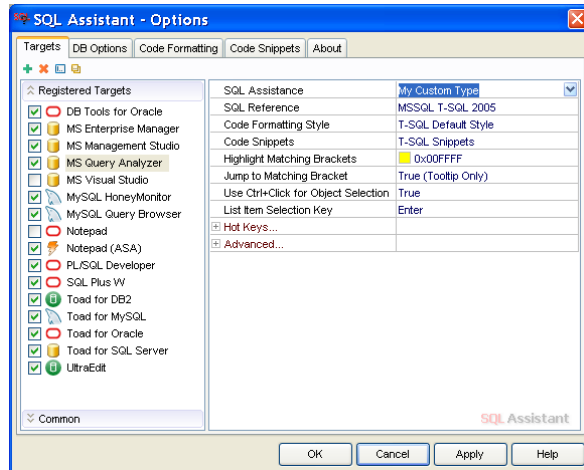 SQL Assistant - Options
Targets DB Options Code Formatting Code Snippets About
Registered Targets
DB Tools for Oracle
MS Enterprise Manager
MS Management Studio
MS Query Analyzer
MS Visual Studio
MySQL HoneyMonitor
MySQL Query Browser
Notepad
Notepad (ASA)
PL/SQL Developer
SQL Plus W
Toad for DB2
Toad for MySQL
Toad for Oracle
Toad for SQL Server
UltraEdit
Common
SQL Assistance My Custom Type
SQL Reference MSSQL T-SQL 2005
Code Formatting Style T-SQL Default Style
Code Snippets T-SQL Snippets
Highlight Matching Brackets 0x00FFFF
Jump to Matching Bracket True (Tooltip Only)
Use Ctrl+Click for Object Selection True
List Item Selection Key Enter
Hot Keys...
Advanced...
SQL Assistant
OK Cancel Apply Help